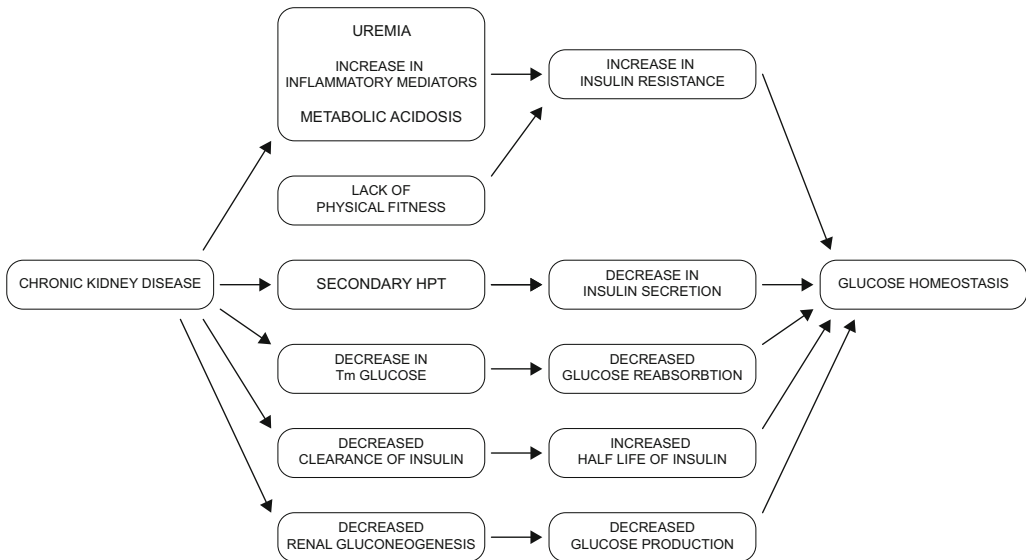 UREMIA
INCREASE IN
INFLAMMATORY MEDIATORS
METABOLIC ACIDOSIS
INCREASE IN
INSULIN RESISTANCE
LACK OF
PHYSICAL FITNESS
CHRONIC KIDNEY DISEASE
SECONDARY HPT
DECREASE IN
INSULIN SECRETION
GLUCOSE HOMEOSTASIS
DECREASE IN
Tm GLUCOSE
DECREASED
GLUCOSE REABSORBTION
DECREASED
CLEARANCE OF INSULIN
INCREASED
HALF LIFE OF INSULIN
DECREASED
RENAL GLUCONEOGENESIS
DECREASED
GLUCOSE PRODUCTION